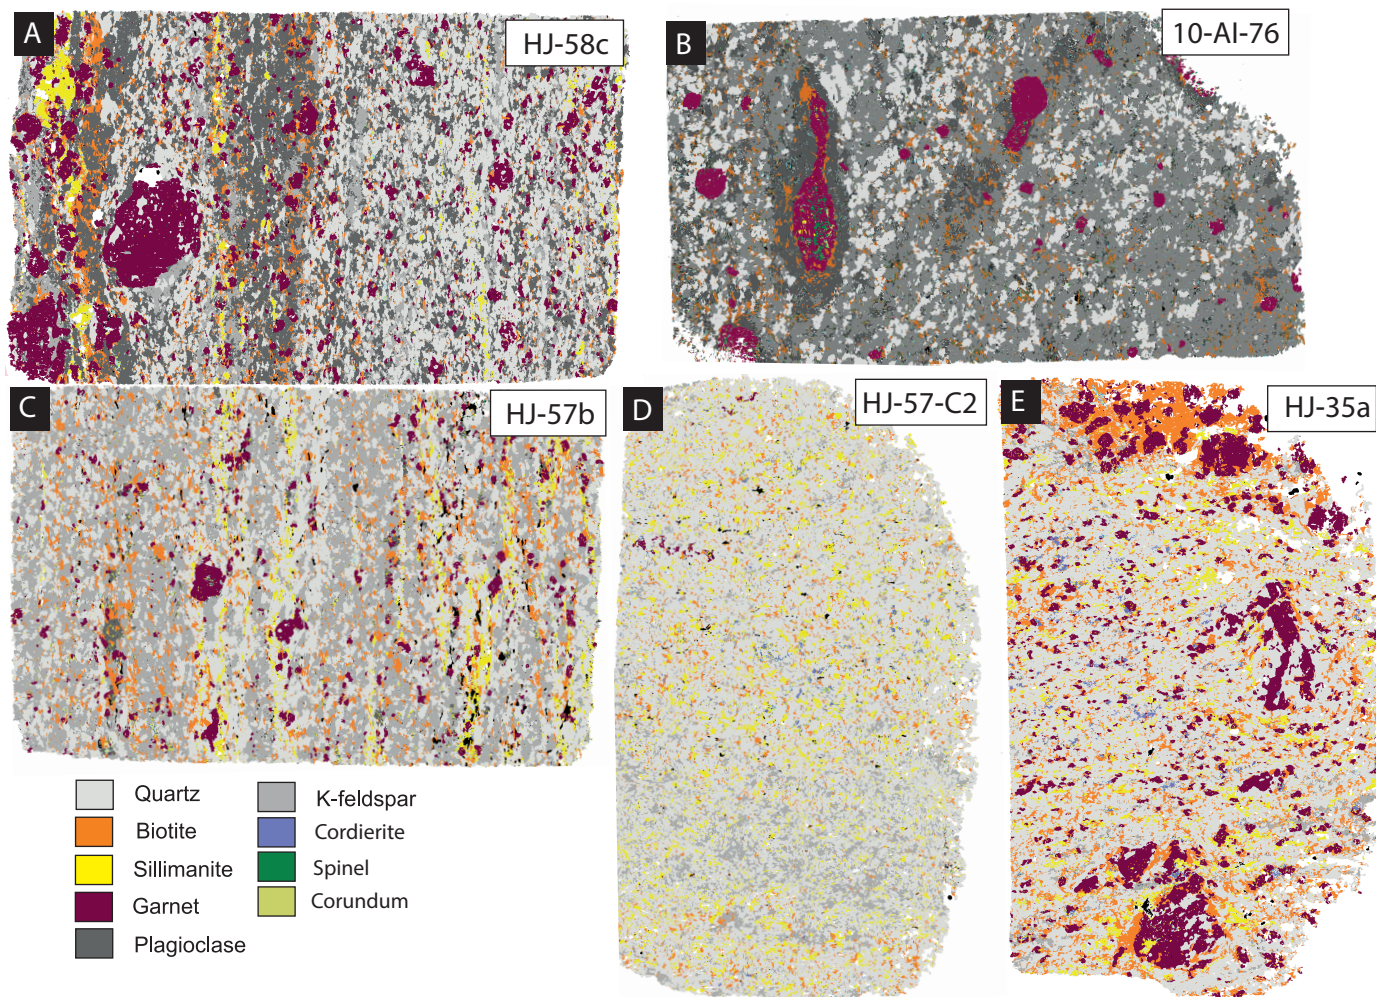 A
HJ-58c
B
10-AI-76
C
HJ-57b
D
HJ-57-C2
E
HJ-35a
Quartz
Biotite
Sillimanite
Garnet
Plagioclase
K-feldspar
Cordierite
Spinel
Corundum